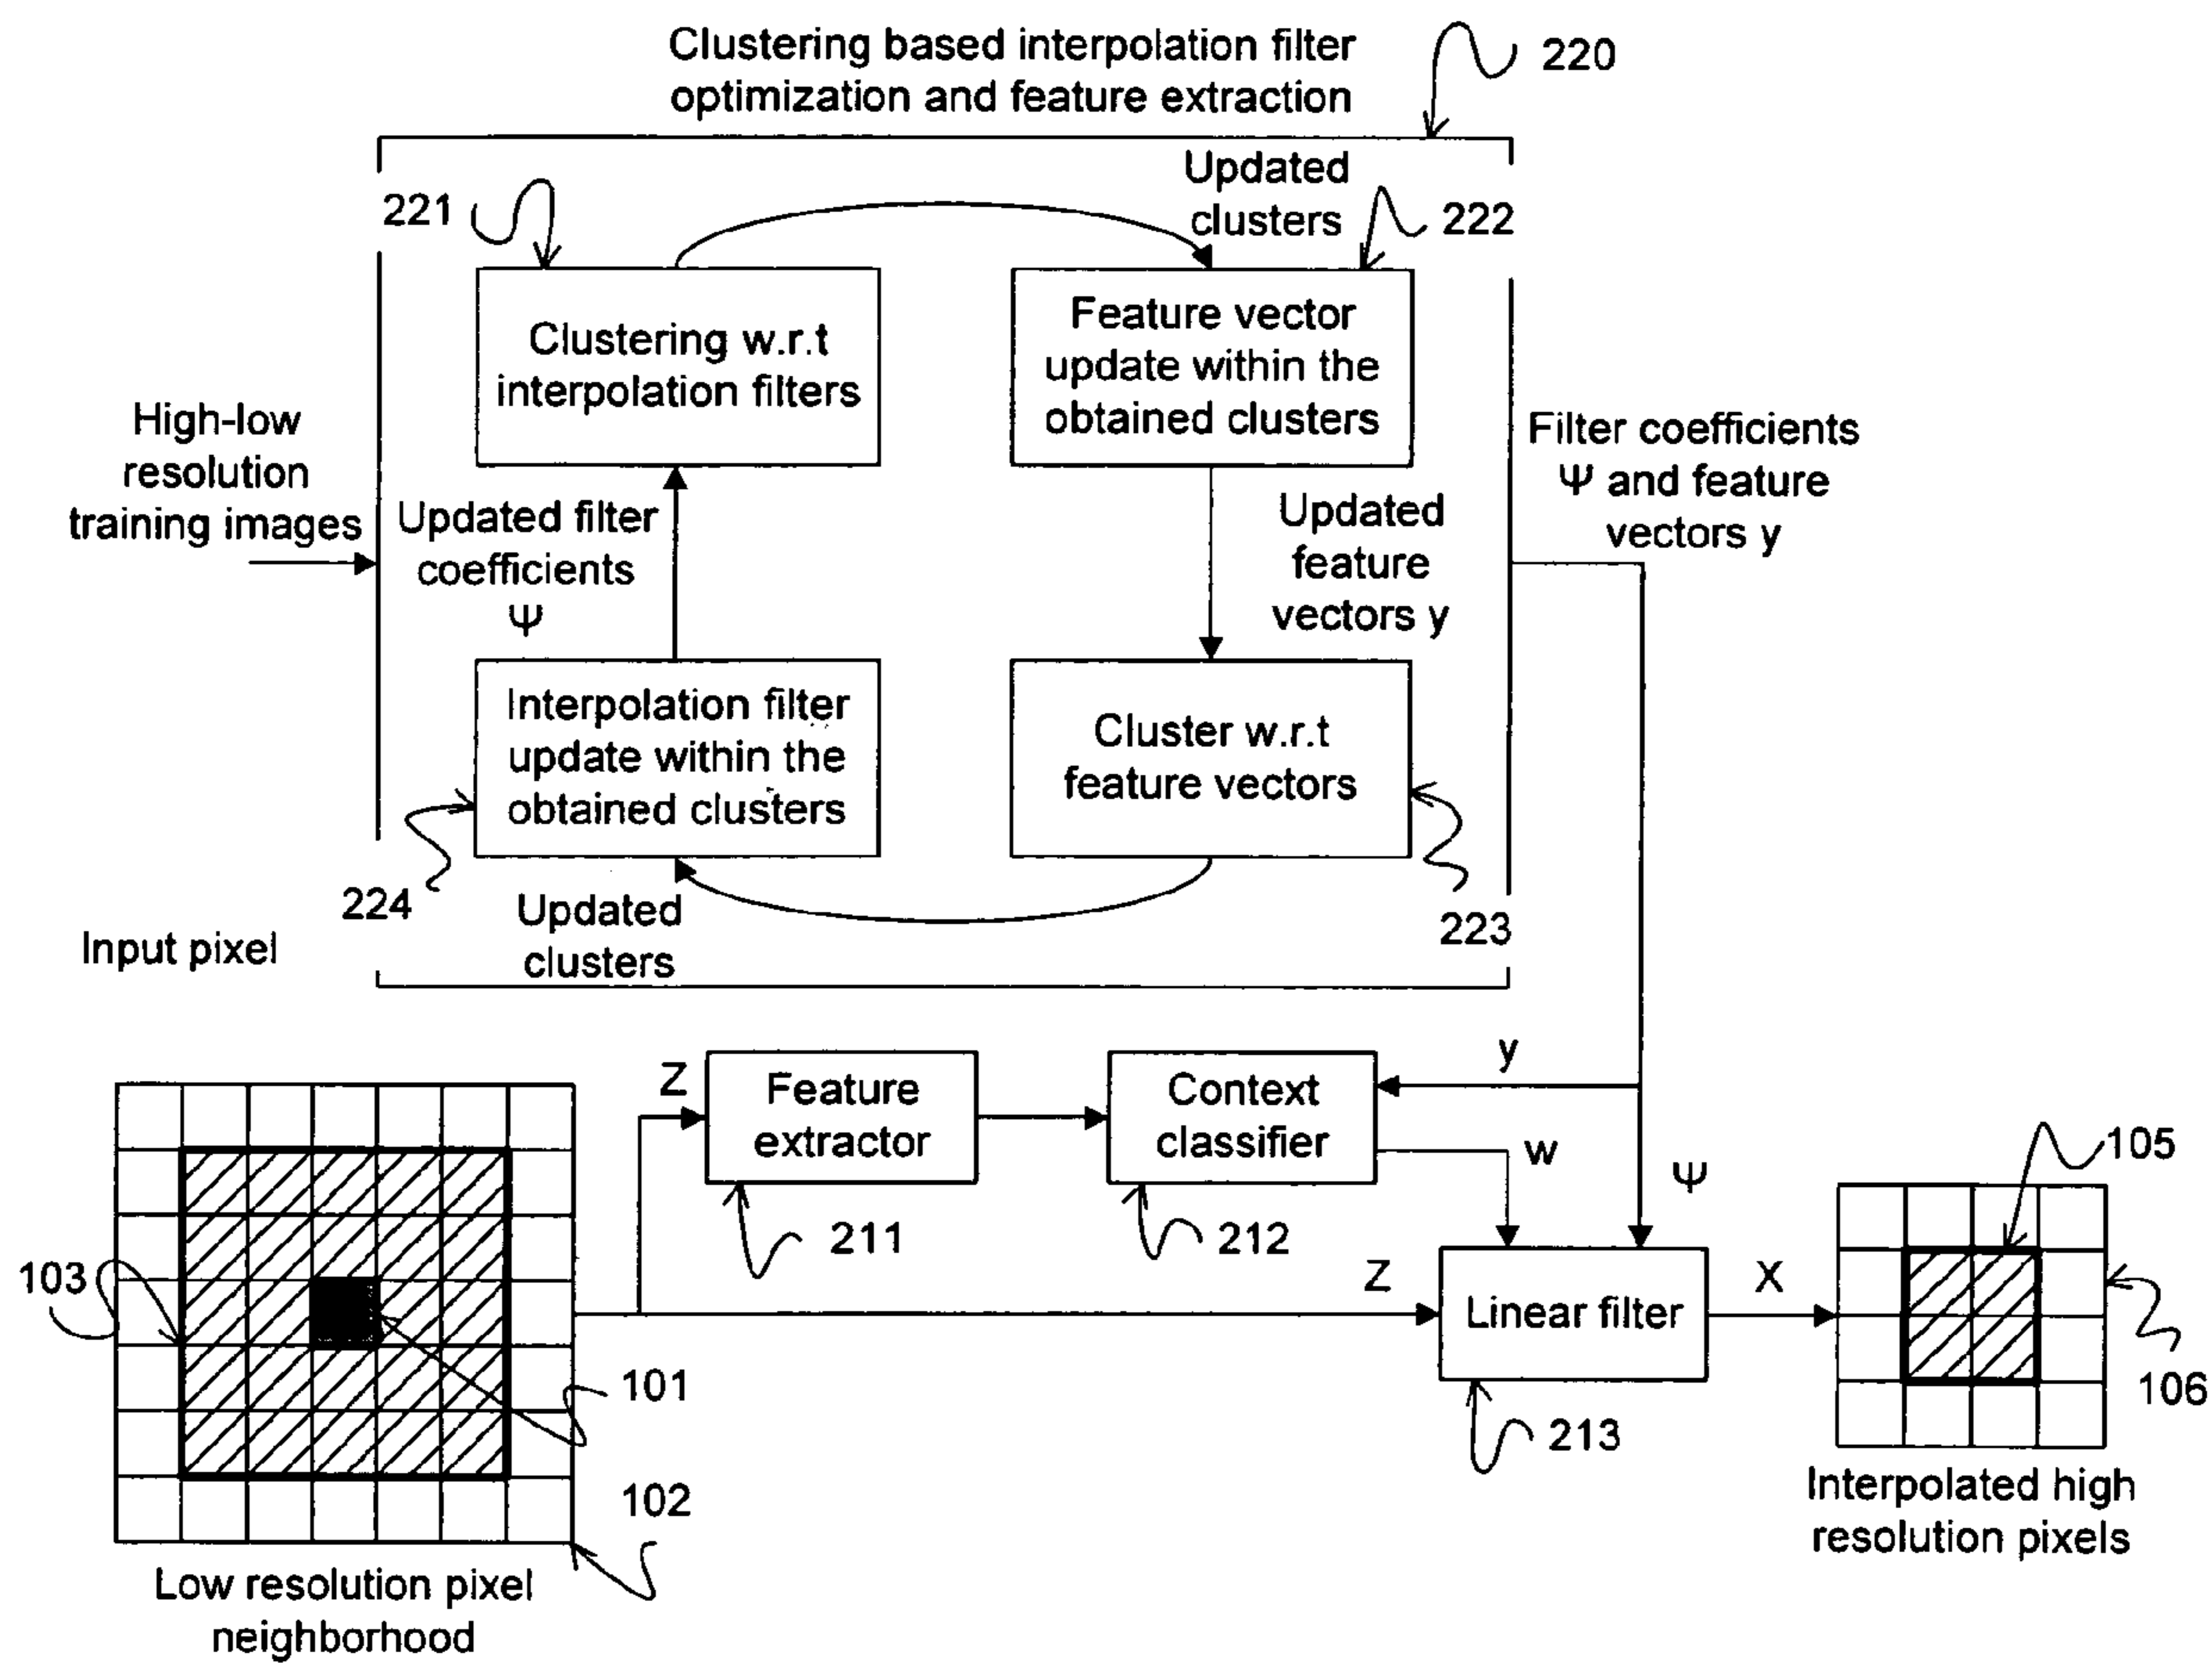 Clustering based interpolation filter
optimization and feature extraction
220
Updated
clusters
221
222
Clustering w.r.t
interpolation filters
Feature vector
update within the
obtained clusters
High-low
resolution
training images
Updated filter
coefficients
Ψ
Updated
feature
vectors y
Filter coefficients
Ψ and feature
vectors y
Interpolation filter
update within the
obtained clusters
Cluster w.r.t
feature vectors
224
Updated
clusters
223
Input pixel
Z
Feature
extractor
Context
classifier
y
w
Ψ
105
211
212
103
Z
Linear filter
X
101
106
213
102
Interpolated high
resolution pixels
Low resolution pixel
neighborhood